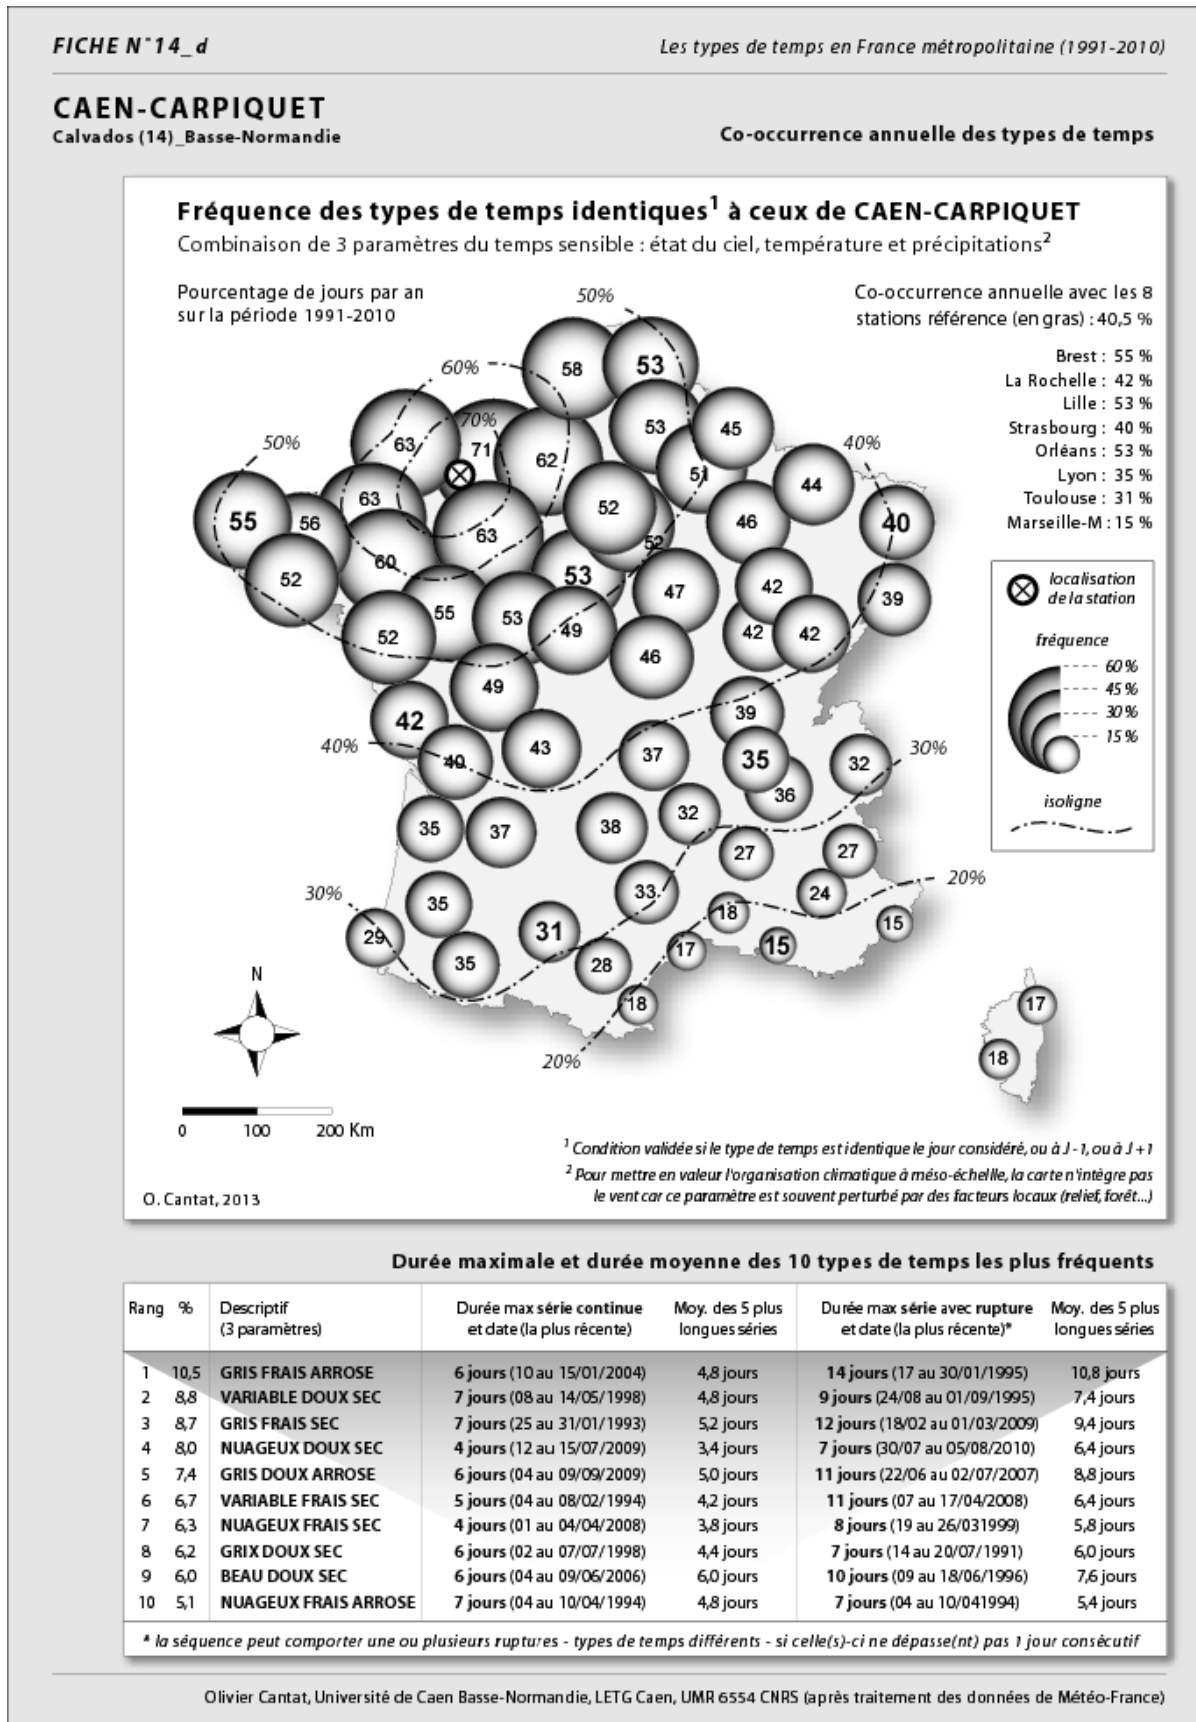 FICHE N°14_d
Les types de temps en France métropolitaine (1991-2010)
CAEN-CARPIQUET
Calvados (14)_Basse-Normandie
Co-occurrence annuelle des types de temps
Fréquence des types de temps identiques1 à ceux de CAEN-CARPIQUET
Combinaison de 3 paramètres du temps sensible : état du ciel, température et précipitations2
Pourcentage de jours par an
sur la période 1991-2010
Co-occurrence annuelle avec les 8
stations référence (en gras) : 40,5 %
Brest : 55 %
La Rochelle : 42 %
Lille : 53 %
Strasbourg : 40 %
Orléans : 53 %
Lyon : 35 %
Toulouse : 31 %
Marseille-M : 15 %
localisation
de la station
fréquence
60 %
45 %
30 %
15 %
isoligne
50%
60%
70%
50%
40%
40%
30%
30%
20%
20%
58
53
63
71
62
53
45
51
44
55
56
63
63
52
52
46
40
52
60
53
47
42
39
52
55
53
49
46
42
42
49
42
40
43
37
39
35
36
32
35
37
38
32
27
27
35
33
24
18
15
29
35
31
28
17
15
18
17
18
N
0 100 200 Km
1 Condition validée si le type de temps est identique le jour considéré, ou à J - 1, ou à J + 1
2 Pour mettre en valeur l'organisation climatique à méso-échellle, la carte n'intègre pas
le vent car ce paramètre est souvent perturbé par des facteurs locaux (relief, forêt...)
O. Cantat, 2013
Durée maximale et durée moyenne des 10 types de temps les plus fréquents
Rang % Descriptif Durée max série continue Moy. des 5 plus Durée max série avec rupture Moy. des 5 plus
(3 paramètres) et date (la plus récente) longues séries et date (la plus récente)* longues séries
1 10,5 GRIS FRAIS ARROSE 6 jours (10 au 15/01/2004) 4,8 jours 14 jours (17 au 30/01/1995) 10,8 jours
2 8,8 VARIABLE DOUX SEC 7 jours (08 au 14/05/1998) 4,8 jours 9 jours (24/08 au 01/09/1995) 7,4 jours
3 8,7 GRIS FRAIS SEC 7 jours (25 au 31/01/1993) 5,2 jours 12 jours (18/02 au 01/03/2009) 9,4 jours
4 8,0 NUAGEUX DOUX SEC 4 jours (12 au 15/07/2009) 3,4 jours 7 jours (30/07 au 05/08/2010) 6,4 jours
5 7,4 GRIS DOUX ARROSE 6 jours (04 au 09/09/2009) 5,0 jours 11 jours (22/06 au 02/07/2007) 8,8 jours
6 6,7 VARIABLE FRAIS SEC 5 jours (04 au 08/02/1994) 4,2 jours 11 jours (07 au 17/04/2008) 6,4 jours
7 6,3 NUAGEUX FRAIS SEC 4 jours (01 au 04/04/2008) 3,8 jours 8 jours (19 au 26/031999) 5,8 jours
8 6,2 GRIX DOUX SEC 6 jours (02 au 07/07/1998) 4,4 jours 7 jours (14 au 20/07/1991) 6,0 jours
9 6,0 BEAU DOUX SEC 6 jours (04 au 09/06/2006) 6,0 jours 10 jours (09 au 18/06/1996) 7,6 jours
10 5,1 NUAGEUX FRAIS ARROSE 7 jours (04 au 10/04/1994) 4,8 jours 7 jours (04 au 10/041994) 5,4 jours
* la séquence peut comporter une ou plusieurs ruptures - types de temps différents - si celle(s)-ci ne dépasse(nt) pas 1 jour consécutif
Olivier Cantat, Université de Caen Basse-Normandie, LETG Caen, UMR 6554 CNRS (après traitement des données de Météo-France)